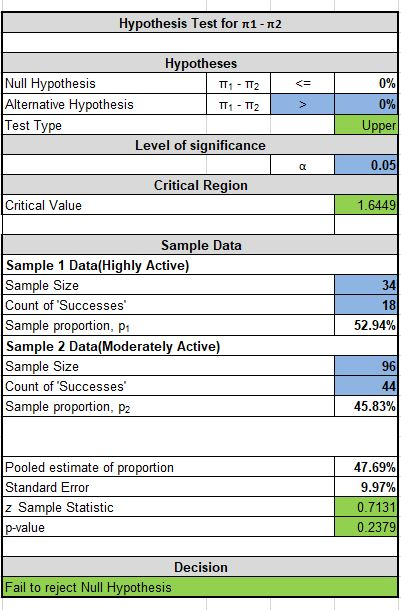 Hypothesis Test for π1 - π2
Hypotheses
Null Hypothesis π1 - π2 <= 0%
Alternative Hypothesis π1 - π2 > 0%
Test Type Upper
Level of significance
α 0.05
Critical Region
Critical Value 1.6449
Sample Data
Sample 1 Data(Highly Active)
Sample Size 34
Count of 'Successes' 18
Sample proportion, p1 52.94%
Sample 2 Data(Moderately Active)
Sample Size 96
Count of 'Successes' 44
Sample proportion, p2 45.83%
Pooled estimate of proportion 47.69%
Standard Error 9.97%
z Sample Statistic 0.7131
p-value 0.2379
Decision
Fail to reject Null Hypothesis